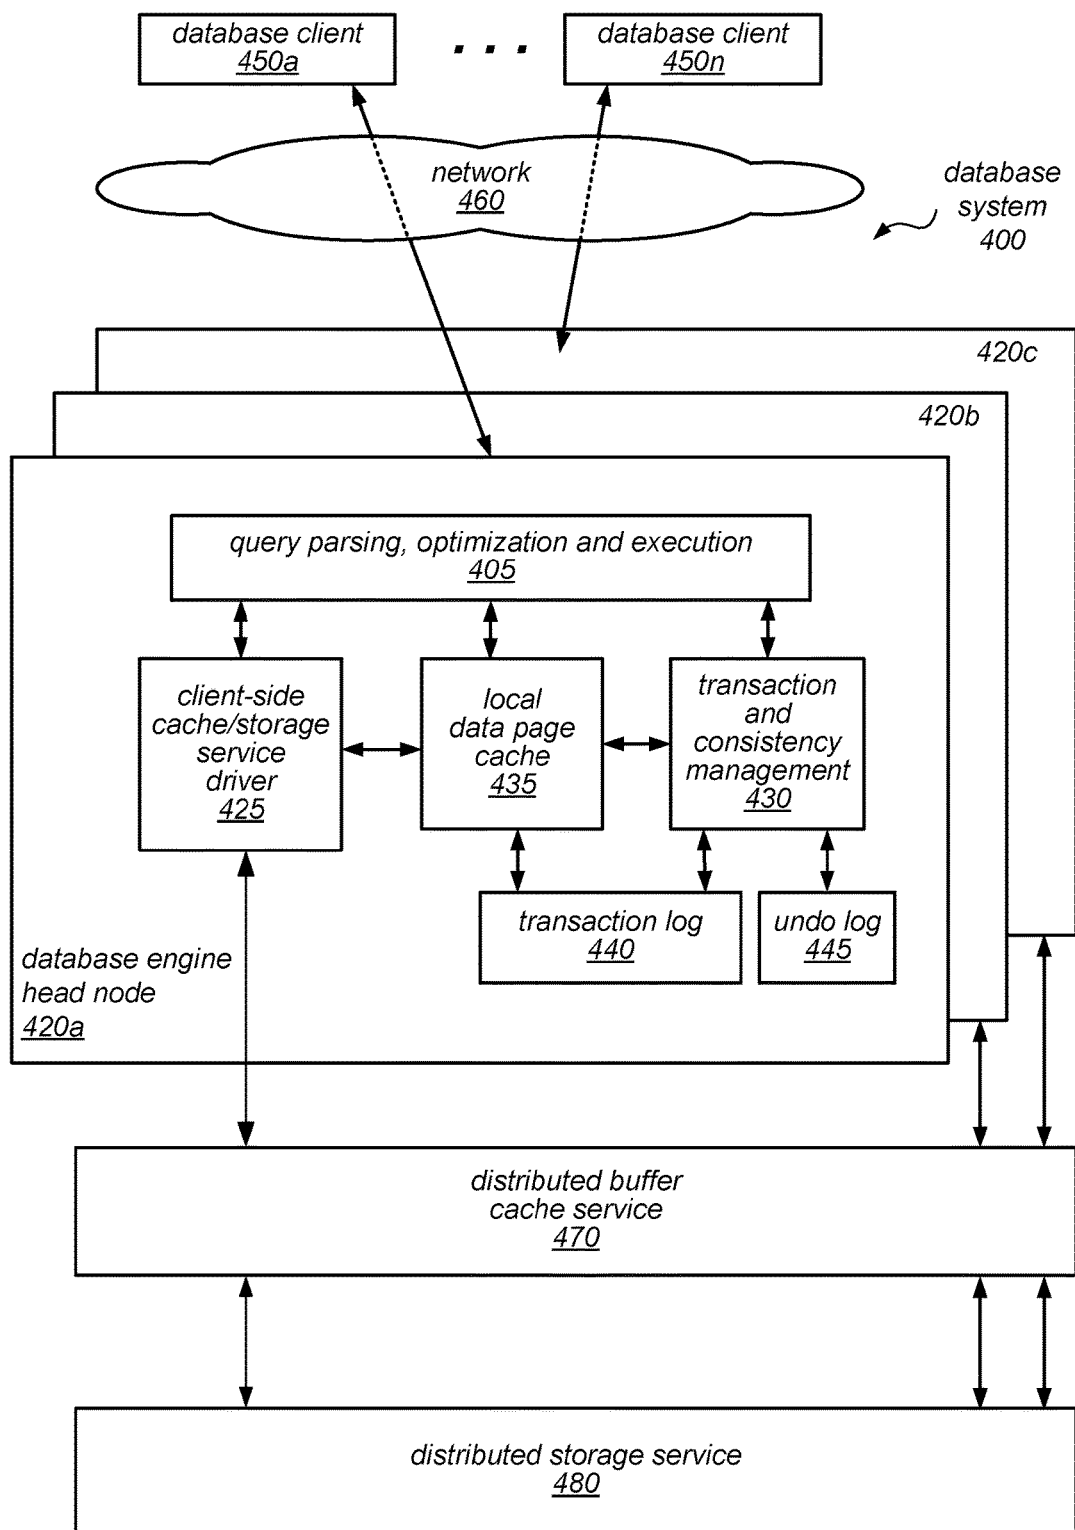 database client
450a
. . .
database client
450n
network
460
database
system
400
420c
420b
query parsing, optimization and execution
405
client-side
cache/storage
service
driver
425
local
data page
cache
435
transaction
and
consistency
management
430
transaction log
440
undo log
445
database engine
head node
420a
distributed buffer
cache service
470
distributed storage service
480